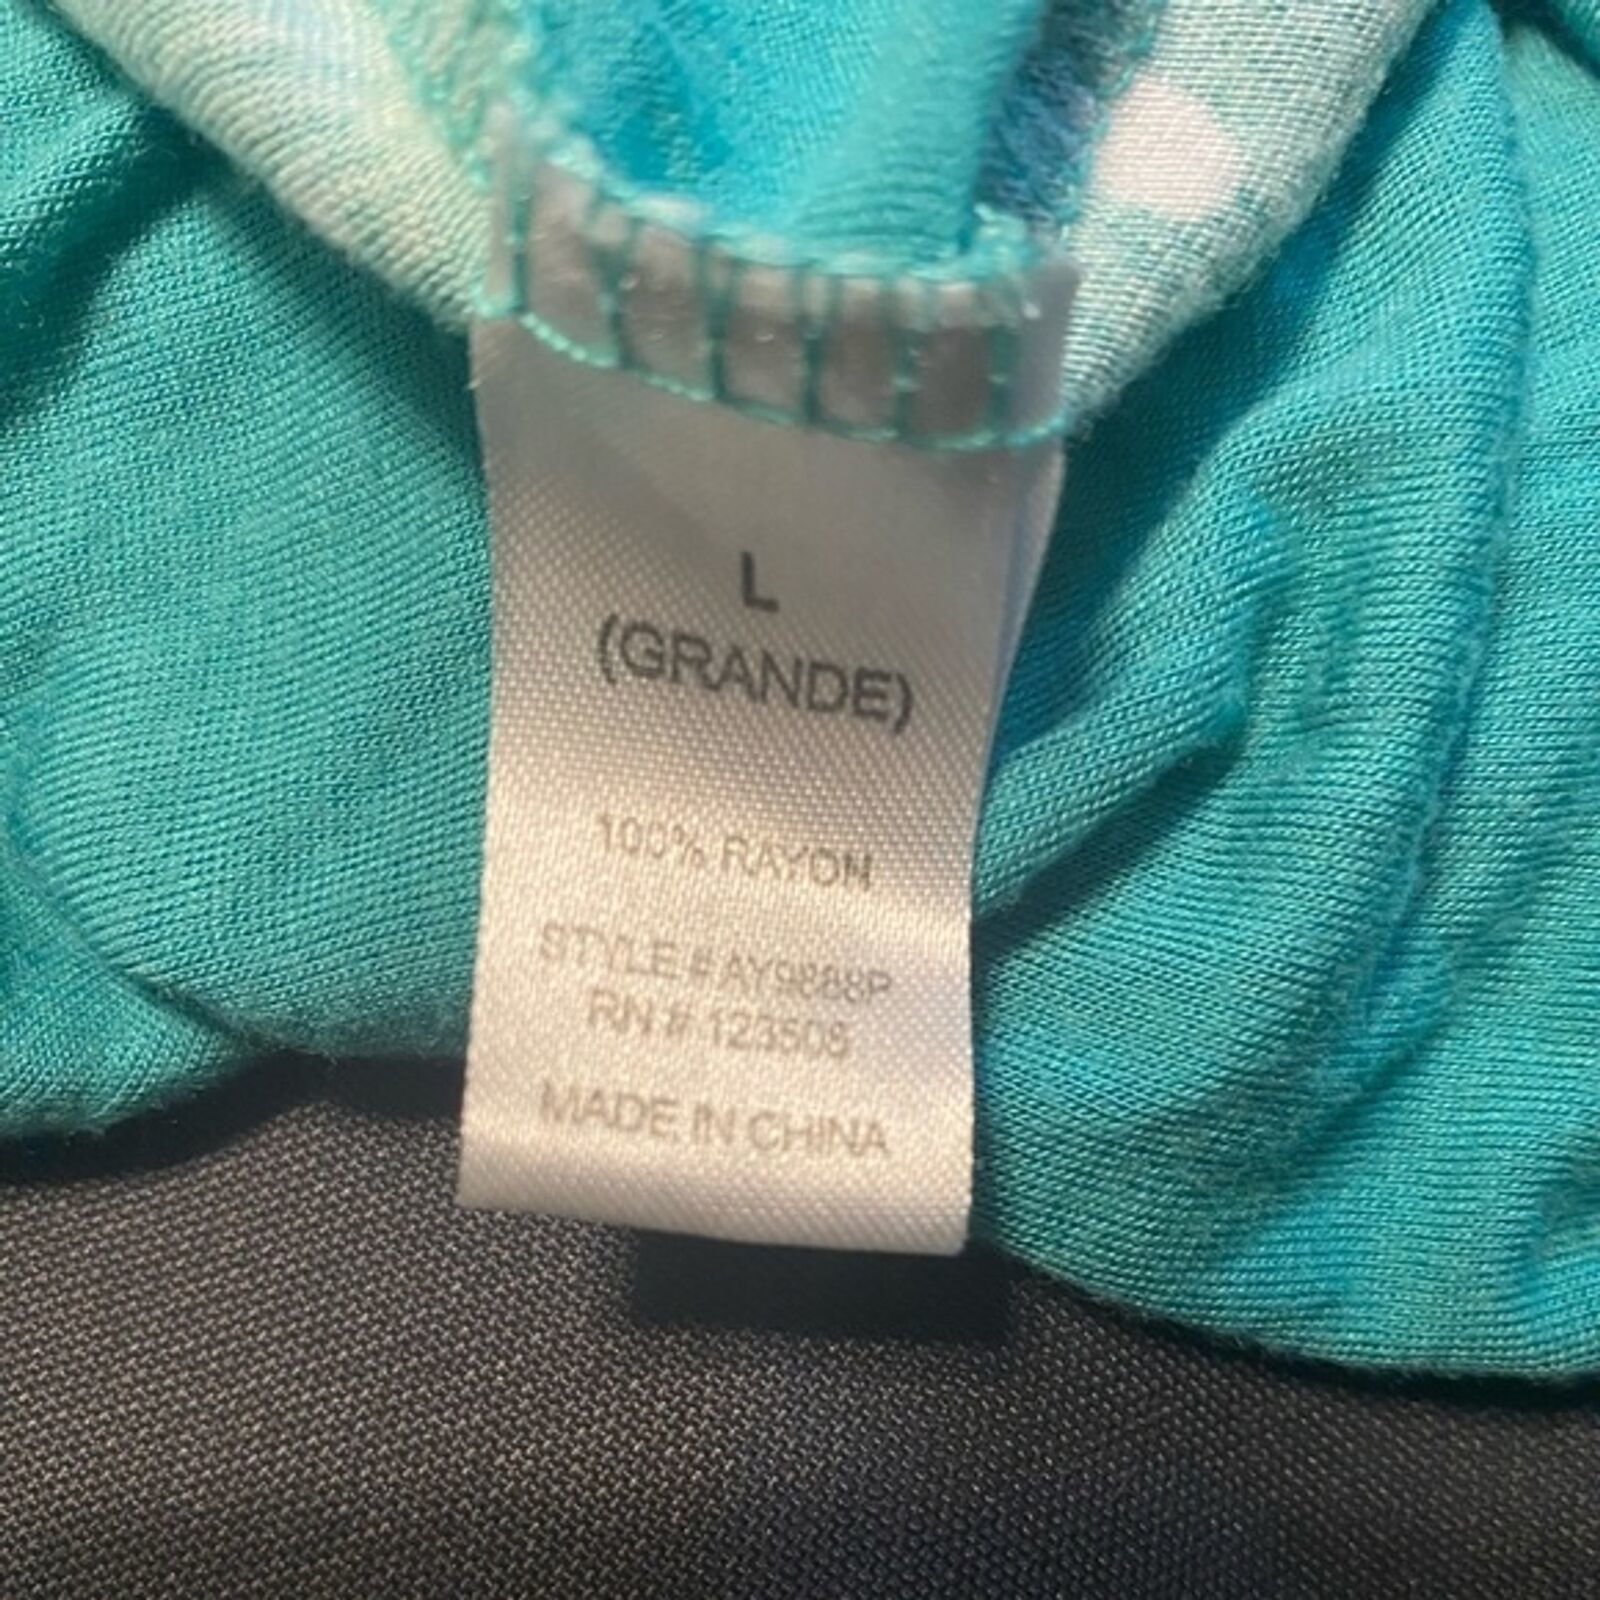 L
(GRANDE)
100% RAYON
STYLE # AY9888P
RN # 123508
MADE IN CHINA